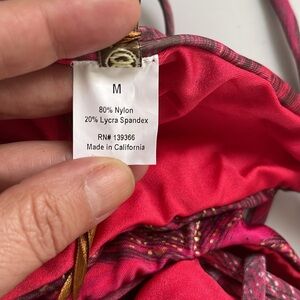 M
80% Nylon
20% Lycra Spandex
RN# 139366
Made in California